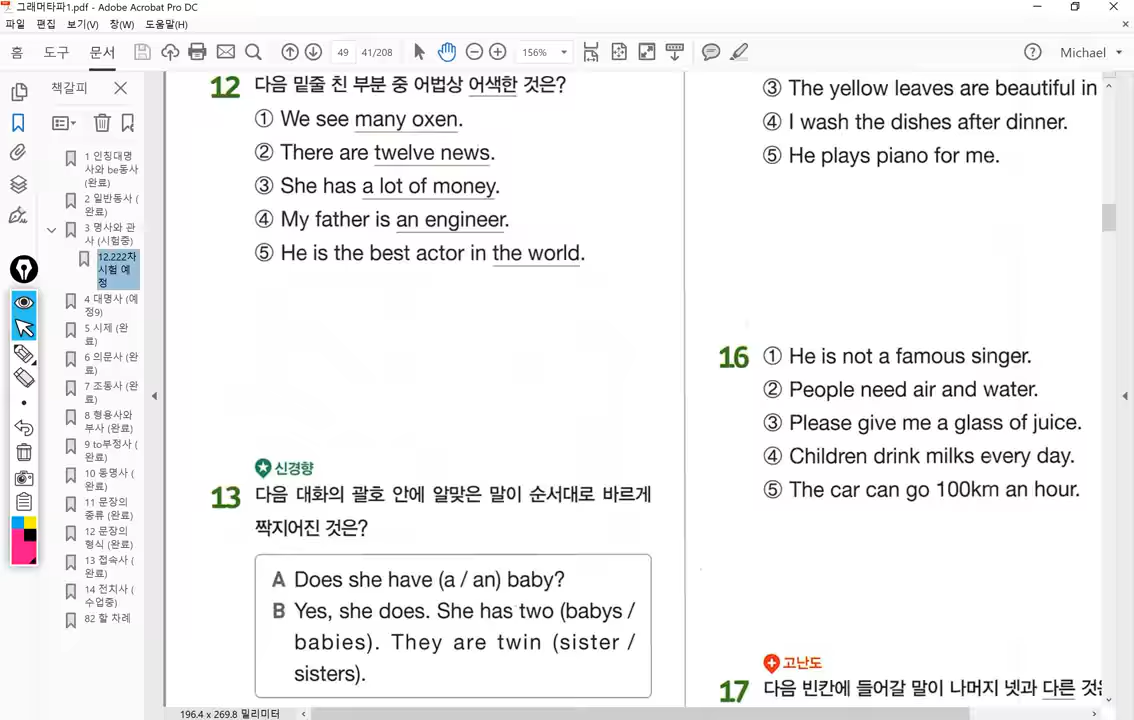 그래머타파1.pdf - Adobe Acrobat Pro DC
파일 편집 보기(V) 창(W) 도움말(H)
홈 도구 문서 49 41/208 156% Michael
책갈피
1 인칭대명
사와 be동사
(완료)
2 일반동사 (
완료)
3 명사와 관
사 (시험중)
12.222차
시험 예
정
4 대명사 (예
정9)
5 시제 (완
료)
6 의문사 (완
료)
7 조동사 (완
료)
8 형용사와
부사 (완료)
9 to부정사 (
완료)
10 동명사 (
완료)
11 문장의
종류 (완료)
12 문장의
형식 (완료)
13 접속사 (
완료)
14 전치사 (
수업중)
82 할 차례
12 다음 밑줄 친 부분 중 어법상 어색한 것은?
① We see many oxen.
② There are twelve news.
③ She has a lot of money.
④ My father is an engineer.
⑤ He is the best actor in the world.
신경향
13 다음 대화의 괄호 안에 알맞은 말이 순서대로 바르게
짝지어진 것은?
A Does she have (a / an) baby?
B Yes, she does. She has two (babys /
babies). They are twin (sister /
sisters).
③ The yellow leaves are beautiful in
④ I wash the dishes after dinner.
⑤ He plays piano for me.
16 ① He is not a famous singer.
② People need air and water.
③ Please give me a glass of juice.
④ Children drink milks every day.
⑤ The car can go 100km an hour.
고난도
17 다음 빈칸에 들어갈 말이 나머지 넷과 다른 것
196.4 x 269.8 밀리미터